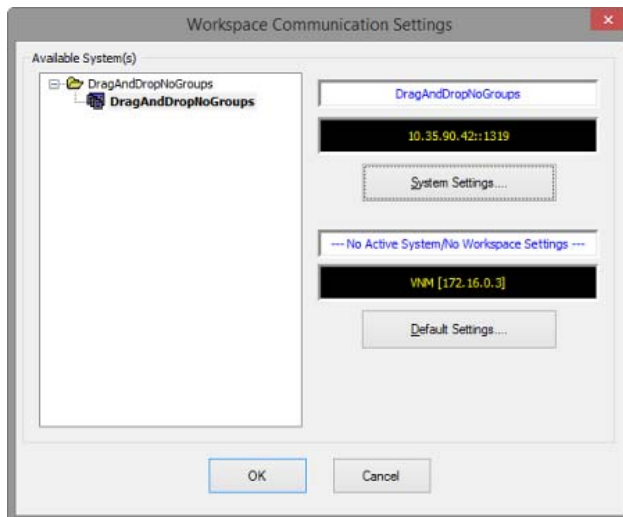 Workspace Communication Settings
Available System(s)
DragAndDropNoGroups
DragAndDropNoGroups
DragAndDropNoGroups
10.35.90.42::1319
System Settings....
--- No Active System/No Workspace Settings ---
VNM [172.16.0.3]
Default Settings....
OK
Cancel